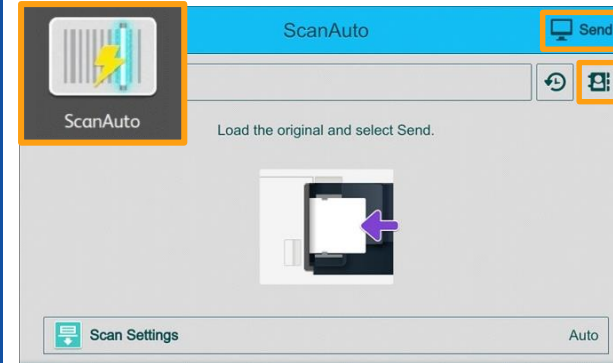 ScanAuto
Send
ScanAuto
Load the original and select Send.
Scan Settings
Auto